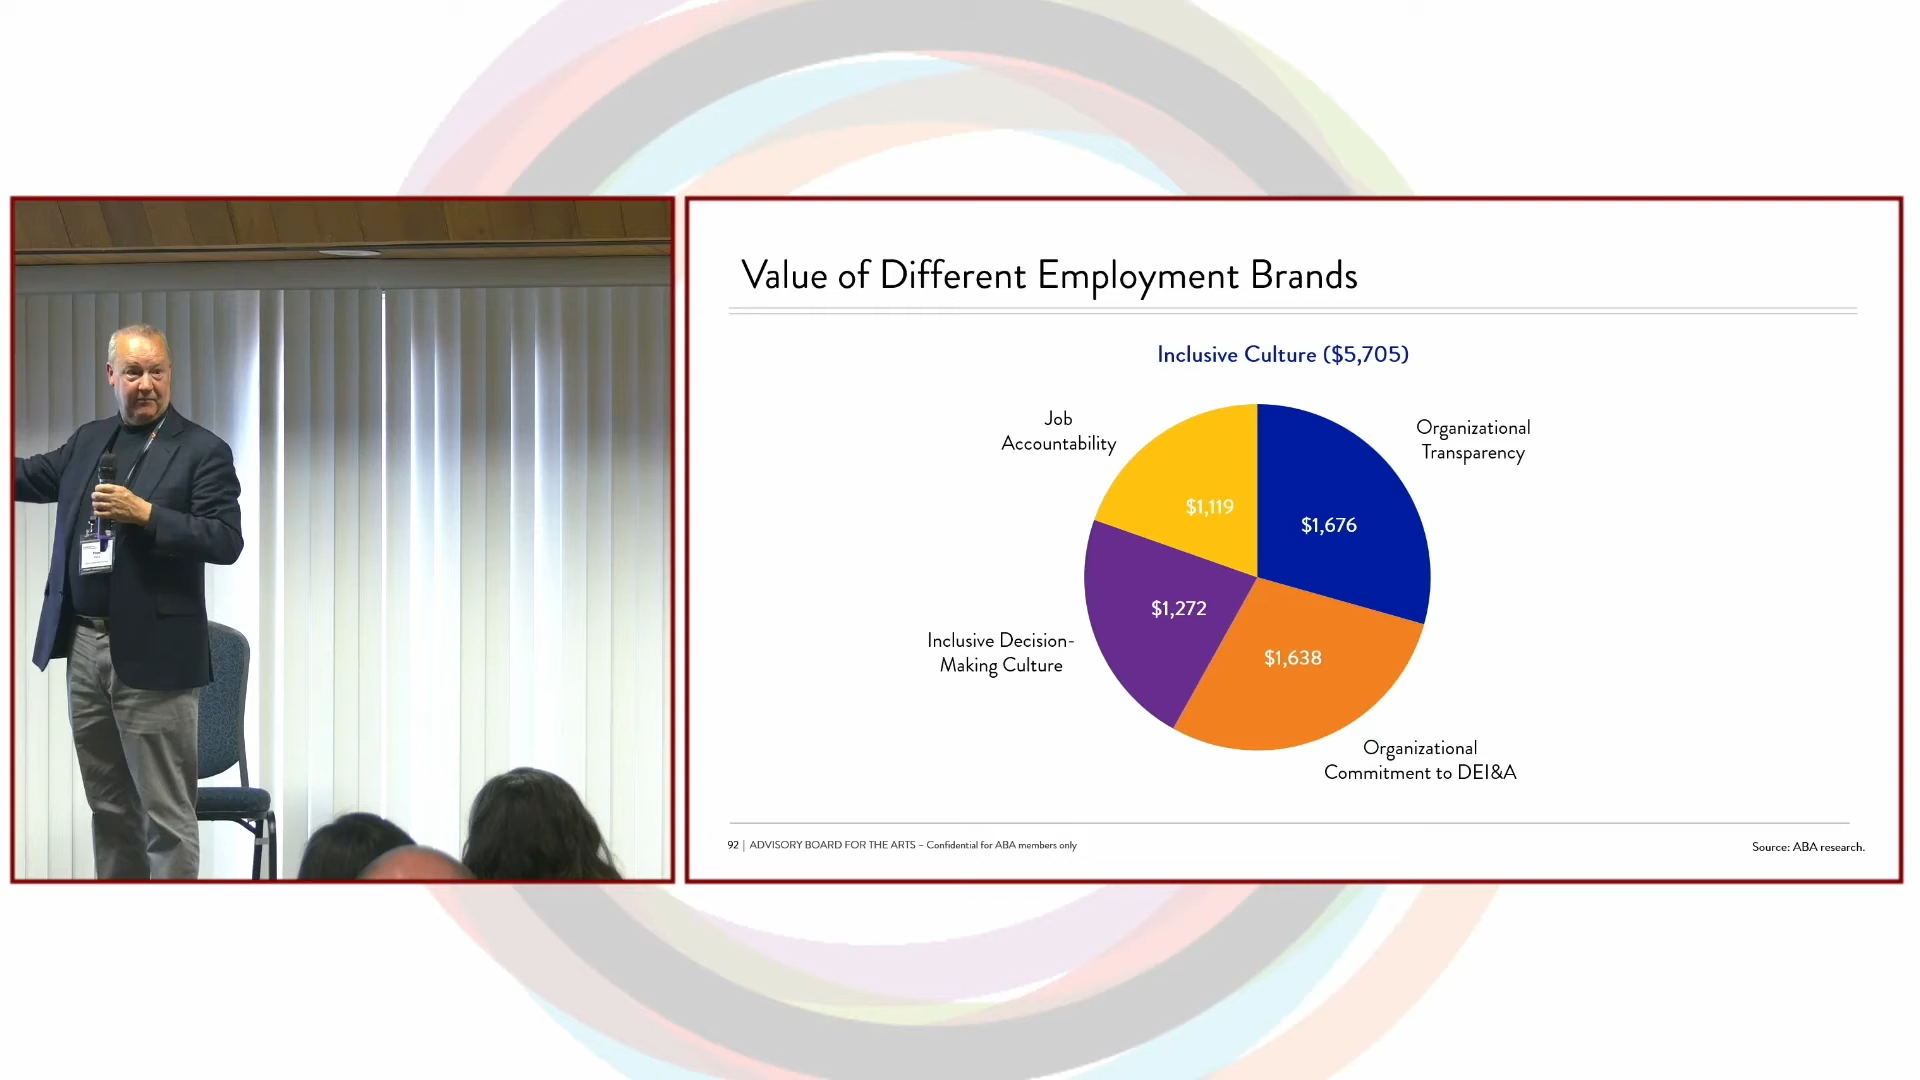 Value of Different Employment Brands
Inclusive Culture ($5,705)
Job
Accountability
Organizational
Transparency
$1,119
$1,676
$1,272
$1,638
Inclusive Decision-
Making Culture
Organizational
Commitment to DEI&A
92 | ADVISORY BOARD FOR THE ARTS – Confidential for ABA members only
Source: ABA research.